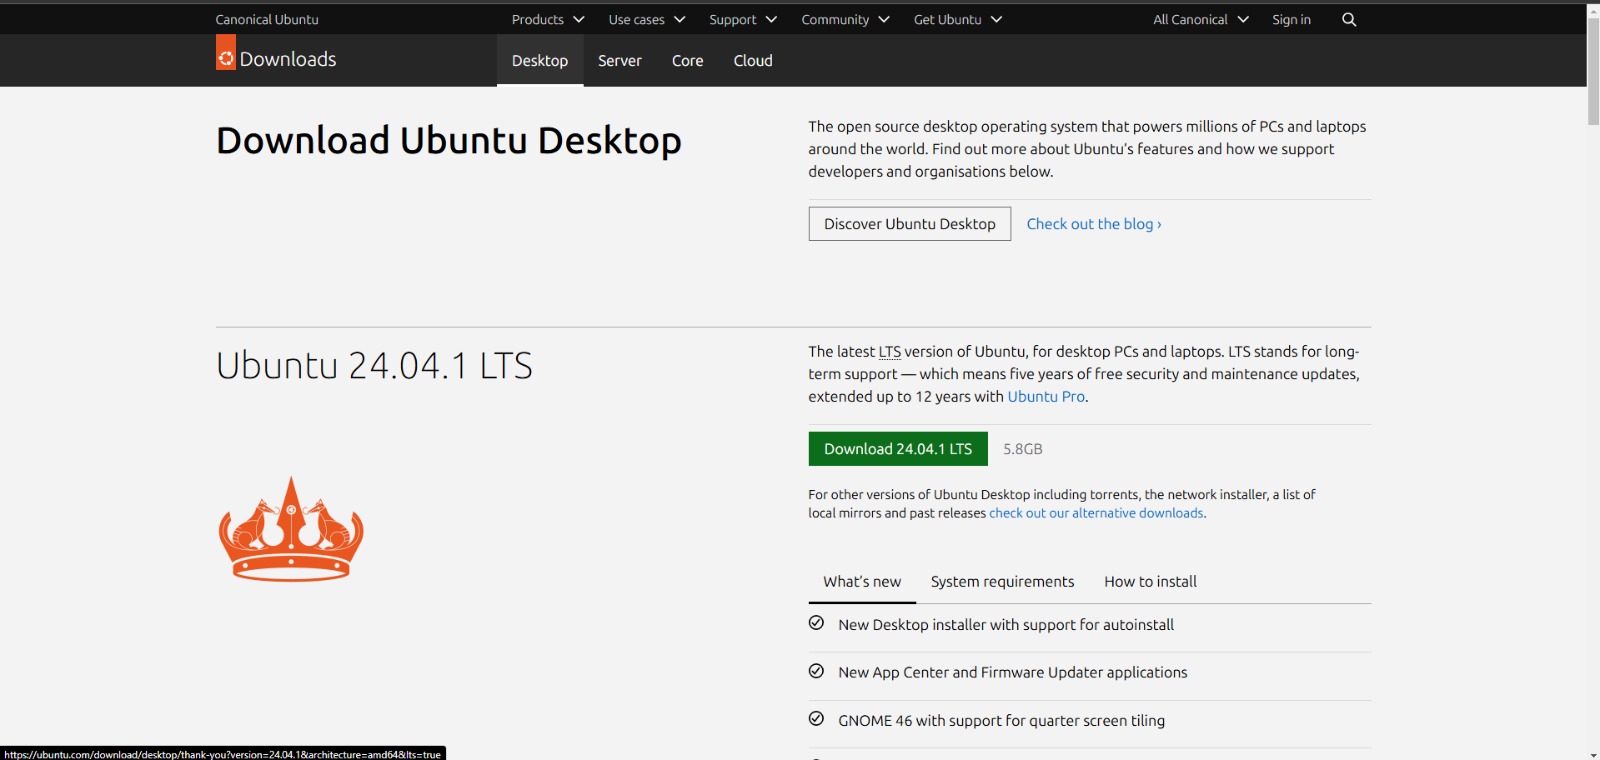 Canonical Ubuntu
Products
Use cases
Support
Community
Get Ubuntu
All Canonical
Sign in
Downloads
Desktop
Server
Core
Cloud
Download Ubuntu Desktop
The open source desktop operating system that powers millions of PCs and laptops
around the world. Find out more about Ubuntu’s features and how we support
developers and organisations below.
Discover Ubuntu Desktop
Check out the blog ›
Ubuntu 24.04.1 LTS
The latest LTS version of Ubuntu, for desktop PCs and laptops. LTS stands for long-
term support — which means five years of free security and maintenance updates,
extended up to 12 years with Ubuntu Pro.
Download 24.04.1 LTS
5.8GB
For other versions of Ubuntu Desktop including torrents, the network installer, a list of
local mirrors and past releases check out our alternative downloads.
What’s new
System requirements
How to install
New Desktop installer with support for autoinstall
New App Center and Firmware Updater applications
GNOME 46 with support for quarter screen tiling
https://ubuntu.com/download/desktop/thank-you?version=24.04.1&architecture=amd64&lts=true